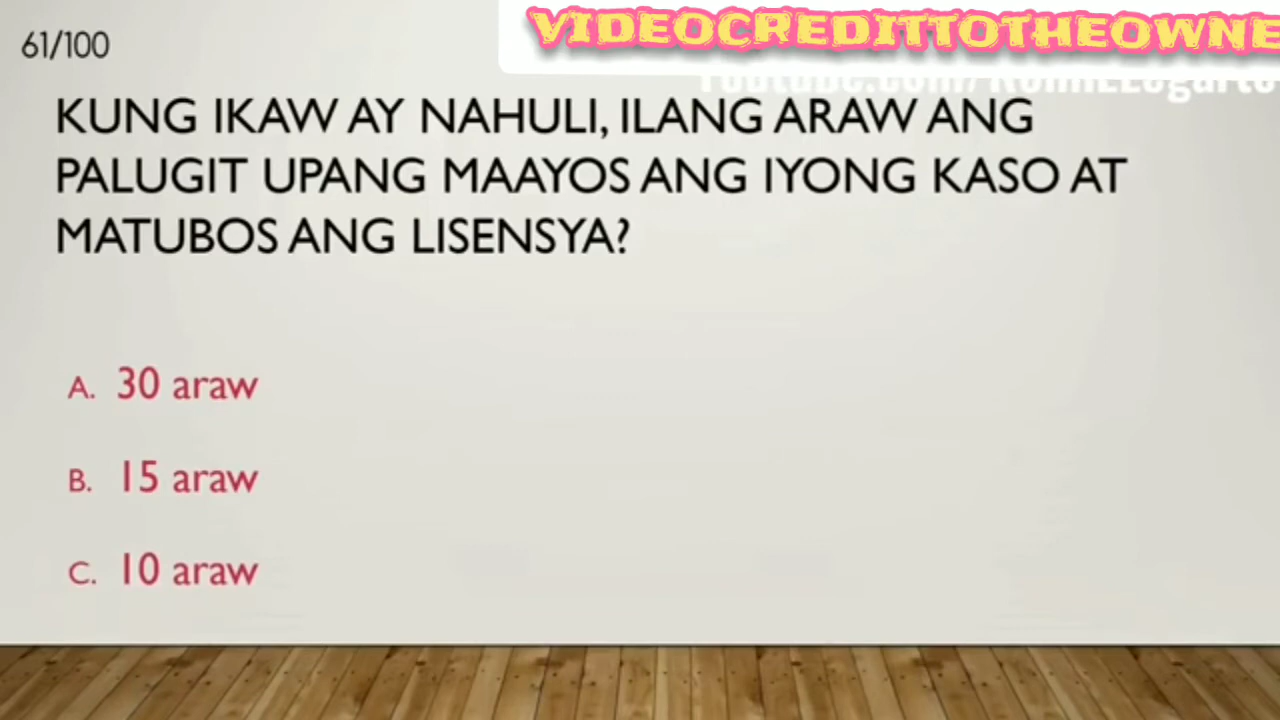 61/100
VIDEOCREDITTOTHEOWNE
KUNG IKAW AY NAHULI, ILANG ARAW ANG
PALUGIT UPANG MAAYOS ANG IYONG KASO AT
MATUBOS ANG LISENSYA?
A. 30 araw
B. 15 araw
C. 10 araw